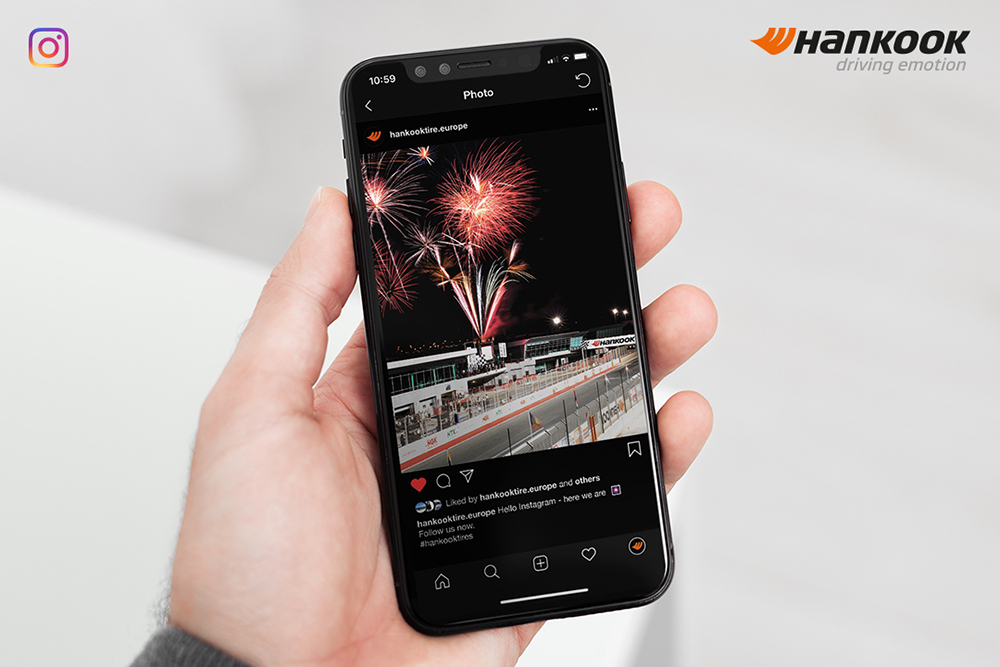 HANKOOK
driving emotion
10:59
Photo
hankooktire.europe
HANKOOK
Liked by hankooktire.europe and others
hankooktire.europe Hello Instagram - here we are
Follow us now.
#hankooktires